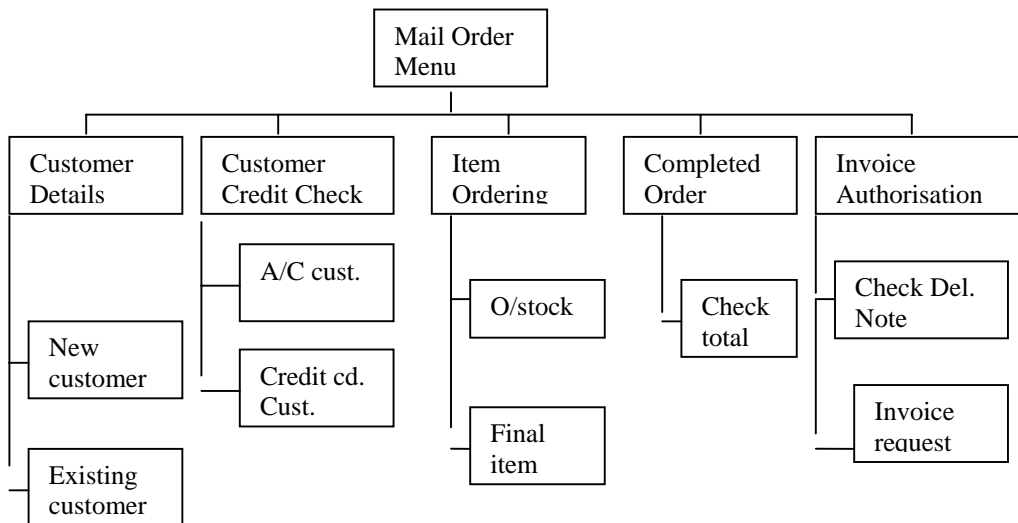 Mail Order
Menu
Customer
Details
Customer
Credit Check
Item
Ordering
Completed
Order
Invoice
Authorisation
New
customer
Existing
customer
A/C cust.
Credit cd.
Cust.
O/stock
Final
item
Check
total
Check Del.
Note
Invoice
request